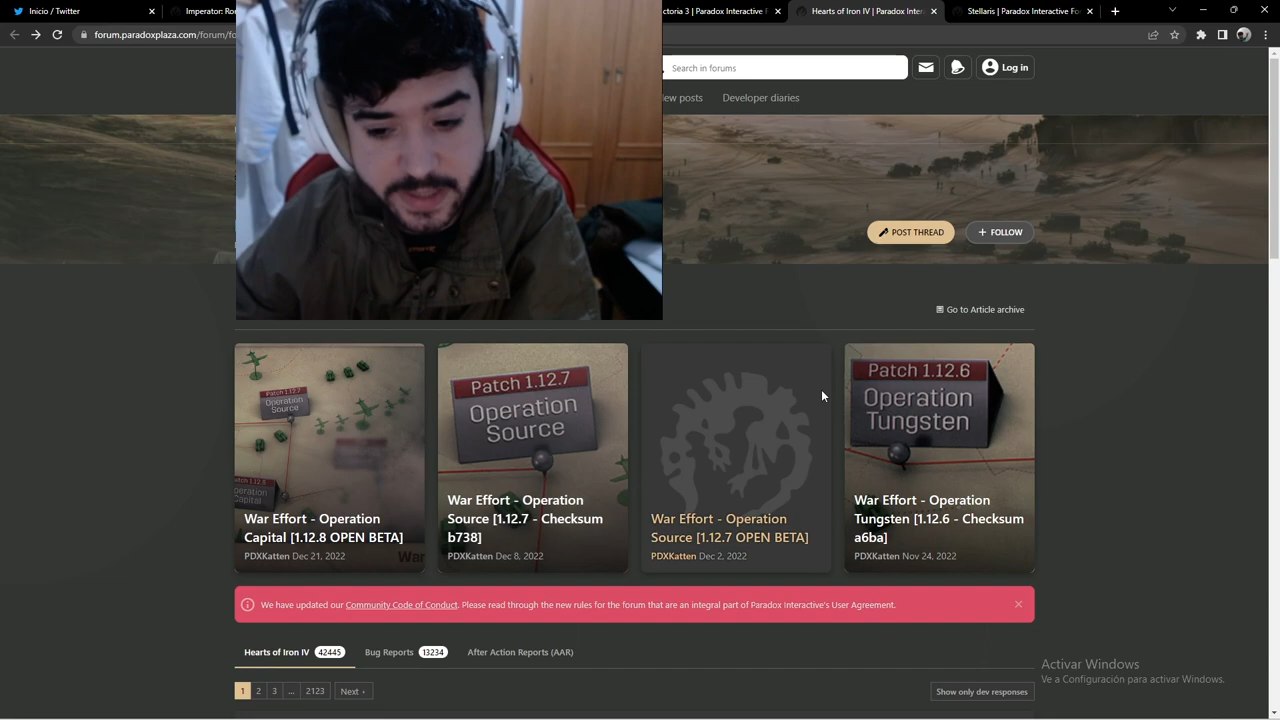 Inicio / Twitter
Imperator: Ro
ctoria 3 | Paradox Interactive F
Hearts of Iron IV | Paradox Inter
Stellaris | Paradox Interactive Fo
forum.paradoxplaza.com/forum/fo
Search in forums
Log in
ew posts
Developer diaries
POST THREAD
FOLLOW
Go to Article archive
Patch 1.12.7
Operation
Source
War Effort - Operation
Capital [1.12.8 OPEN BETA]
PDXKatten Dec 21, 2022
Patch 1.12.7
Operation
Source
War Effort - Operation
Source [1.12.7 - Checksum
b738]
PDXKatten Dec 8, 2022
War Effort - Operation
Source [1.12.7 OPEN BETA]
PDXKatten Dec 2, 2022
Patch 1.12.6
Operation
Tungsten
War Effort - Operation
Tungsten [1.12.6 - Checksum
a6ba]
PDXKatten Nov 24, 2022
We have updated our Community Code of Conduct. Please read through the new rules for the forum that are an integral part of Paradox Interactive's User Agreement.
Hearts of Iron IV 42445
Bug Reports 13234
After Action Reports (AAR)
1 2 3 ... 2123 Next ›
Show only dev responses
Activar Windows
Ve a Configuración para activar Windows.